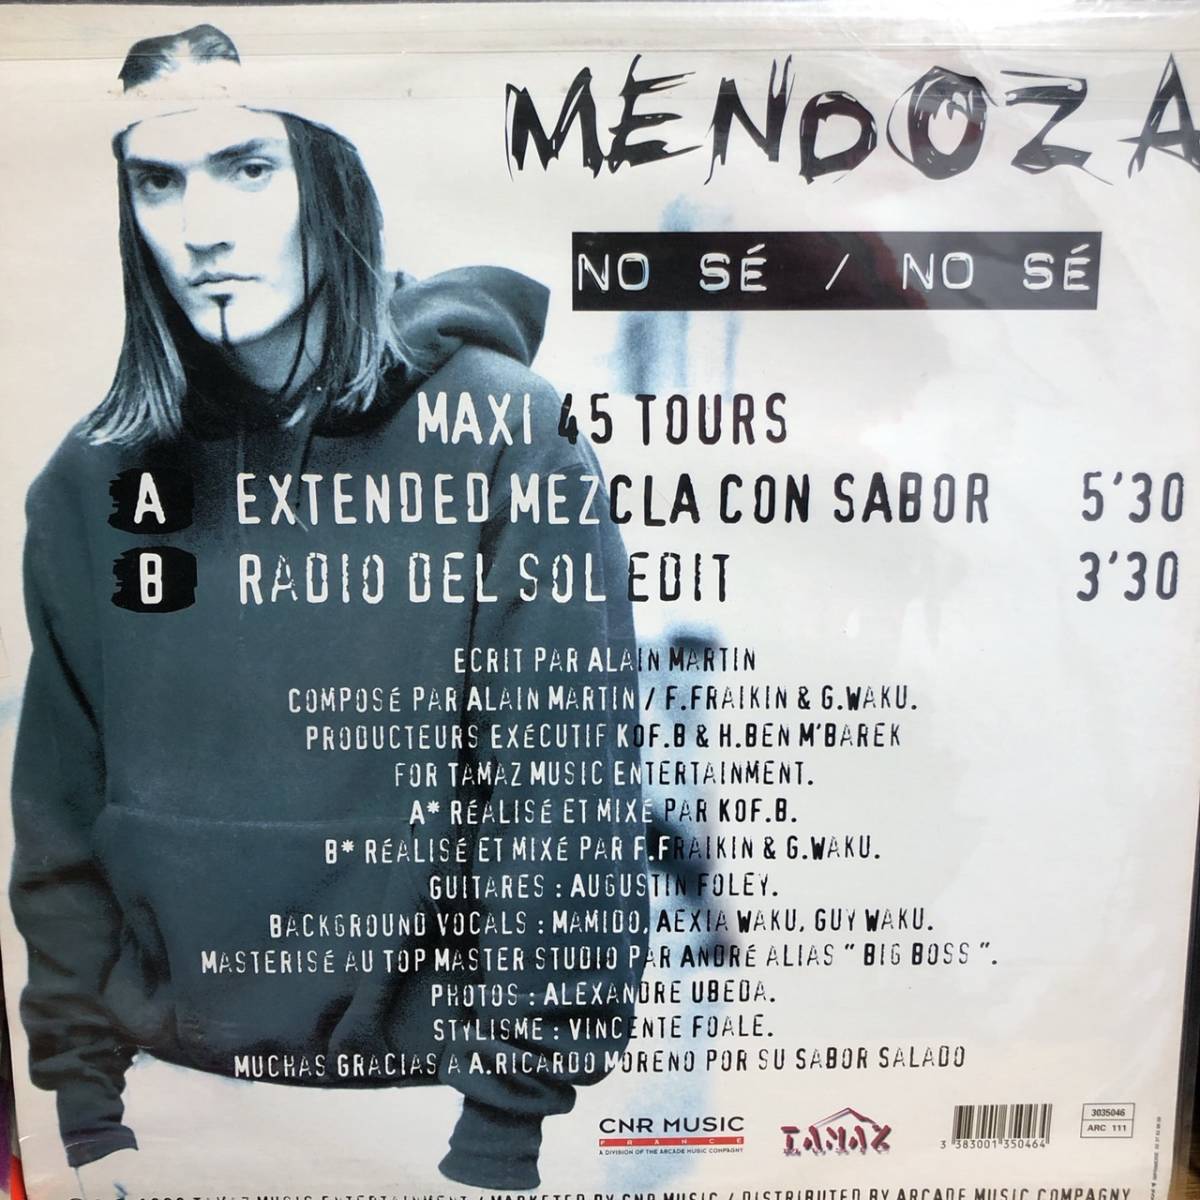 MENDOZA
NO SÉ / NO SÉ
MAXI 45 TOURS
A EXTENDED MEZCLA CON SABOR 5'30
B RADIO DEL SOL EDIT 3'30
ECRIT PAR ALAIN MARTIN
COMPOSÉ PAR ALAIN MARTIN / F.FRAIKIN & G.WAKU.
PRODUCTEURS EXÉCUTIF KOF.B & H.BEN M'BAREK
FOR TAMAZ MUSIC ENTERTAINMENT.
A* RÉALISÉ ET MIXÉ PAR KOF.B.
B* RÉALISÉ ET MIXÉ PAR F.FRAIKIN & G.WAKU.
GUITARES : AUGUSTIN FOLEY.
BACKGROUND VOCALS : MAMIDO, AEXIA WAKU, GUY WAKU.
MASTERISÉ AU TOP MASTER STUDIO PAR ANDRÉ ALIAS " BIG BOSS ".
PHOTOS : ALEXANDRE UBEDA.
STYLISME : VINCENTE FOALE.
MUCHAS GRACIAS A A.RICARDO MORENO POR SU SABOR SALADO
CNR MUSIC
FRANCE
A DIVISION OF THE ARCADE MUSIC COMPAGNY
TAMAZ
3 383001 350464
3035046
ARC 111
TAMAZ MUSIC ENTERTAINMENT / MARKETED BY CNR MUSIC / DISTRIBUTED BY ARCADE MUSIC COMPAGNY